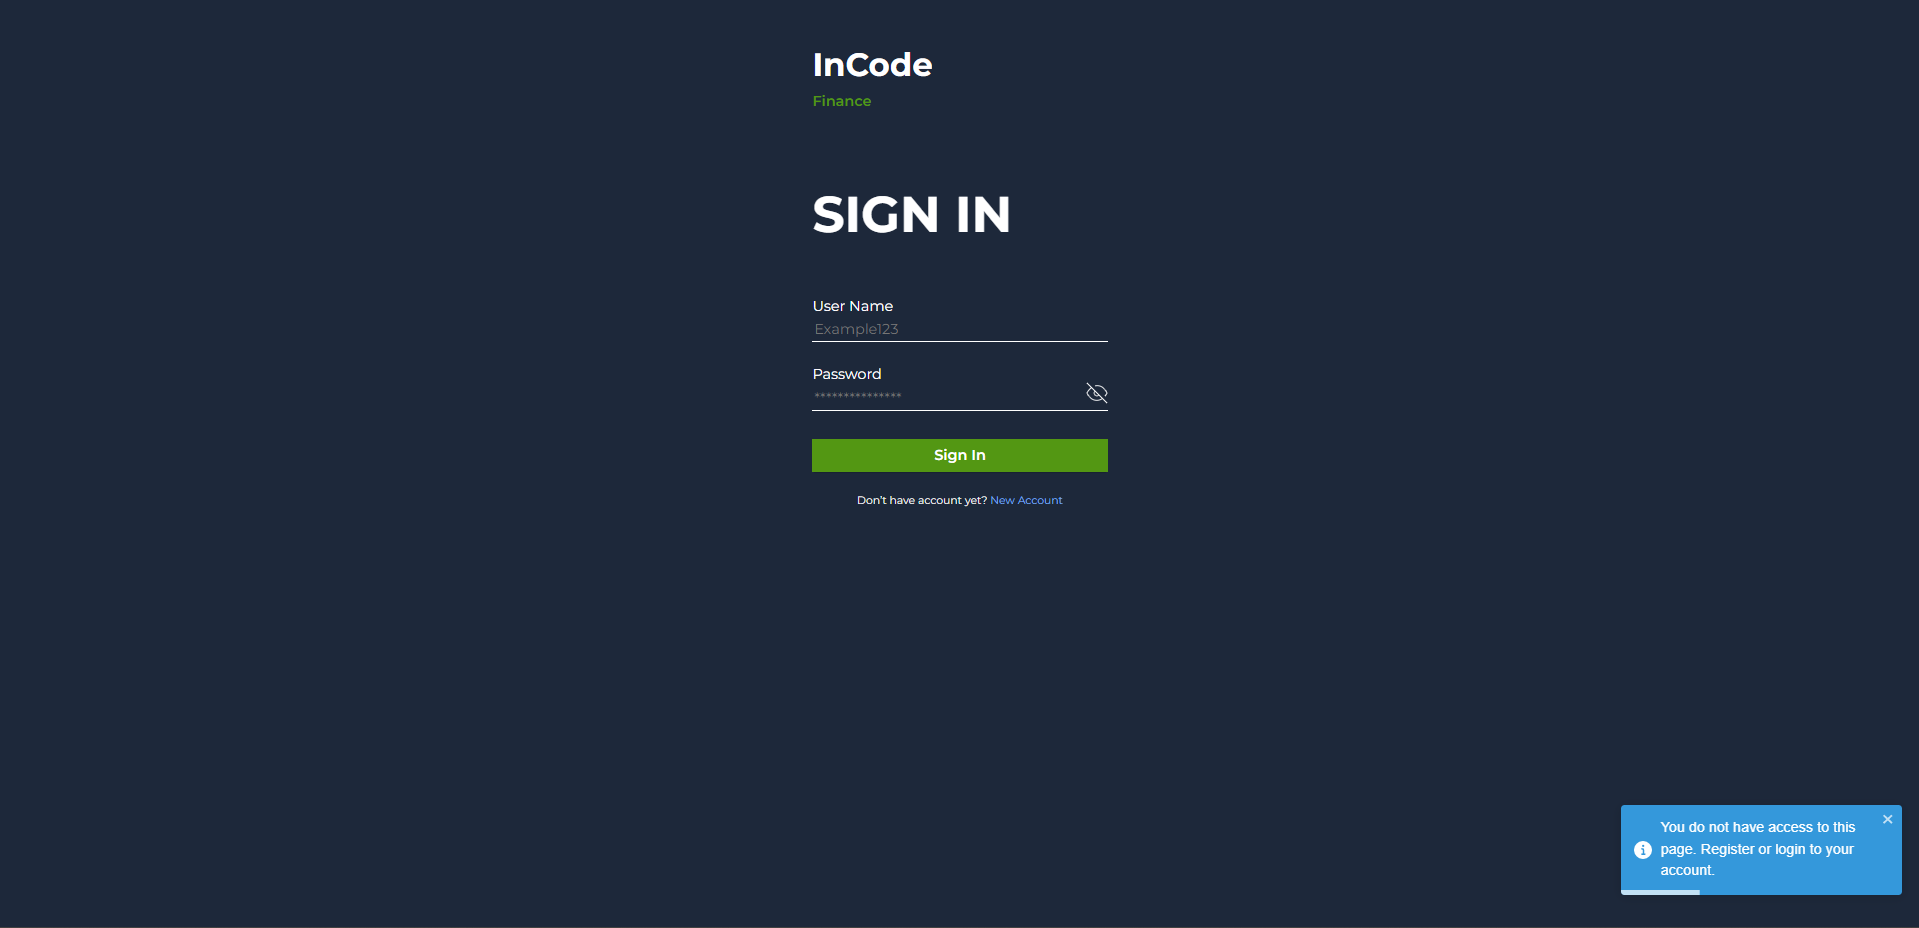 InCode
Finance
SIGN IN
User Name
Example123
Password
***************
Sign In
Don't have account yet? New Account
You do not have access to this
page. Register or login to your
account.